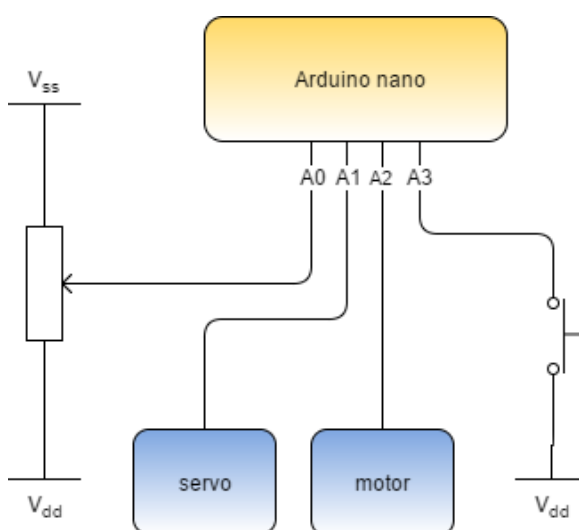 Arduino nano
Vss
A0 A1 A2 A3
servo
motor
Vdd
Vdd